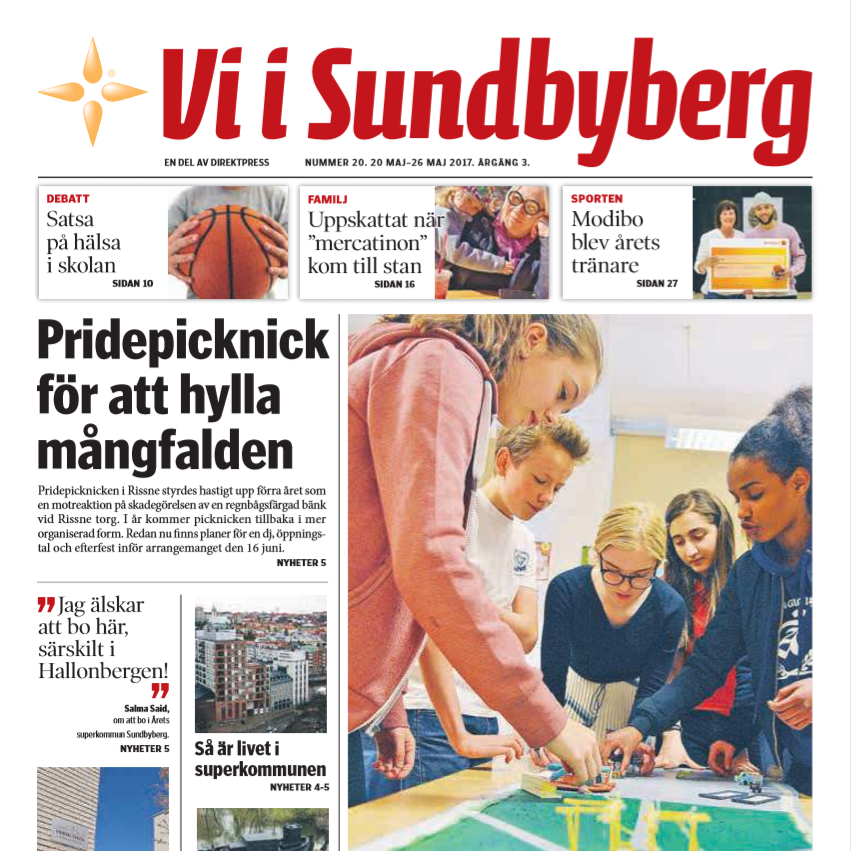 Vi i Sundbyberg
EN DEL AV DIREKTPRESS
NUMMER 20. 20 MAJ–26 MAJ 2017. ÅRGÅNG 3.
DEBATT
Satsa
på hälsa
i skolan
SIDAN 10
FAMILJ
Uppskattat när
”mercatinon”
kom till stan
SIDAN 16
SPORTEN
Modibo
blev årets
tränare
SIDAN 27
Pridepicknick
för att hylla
mångfalden
Pridepicknicken i Rissne styrdes hastigt upp förra året som
en motreaktion på skadegörelsen av en regnbågsfärgad bänk
vid Rissne torg. I år kommer picknicken tillbaka i mer
organiserad form. Redan nu finns planer för en dj, öppnings-
tal och efterfest inför arrangemanget den 16 juni.
NYHETER 5
”Jag älskar
att bo här,
särskilt i
Hallonbergen!
”
Salma Said,
om att bo i Årets
superkommun Sundbyberg.
NYHETER 5
Så är livet i
superkommunen
NYHETER 4-5